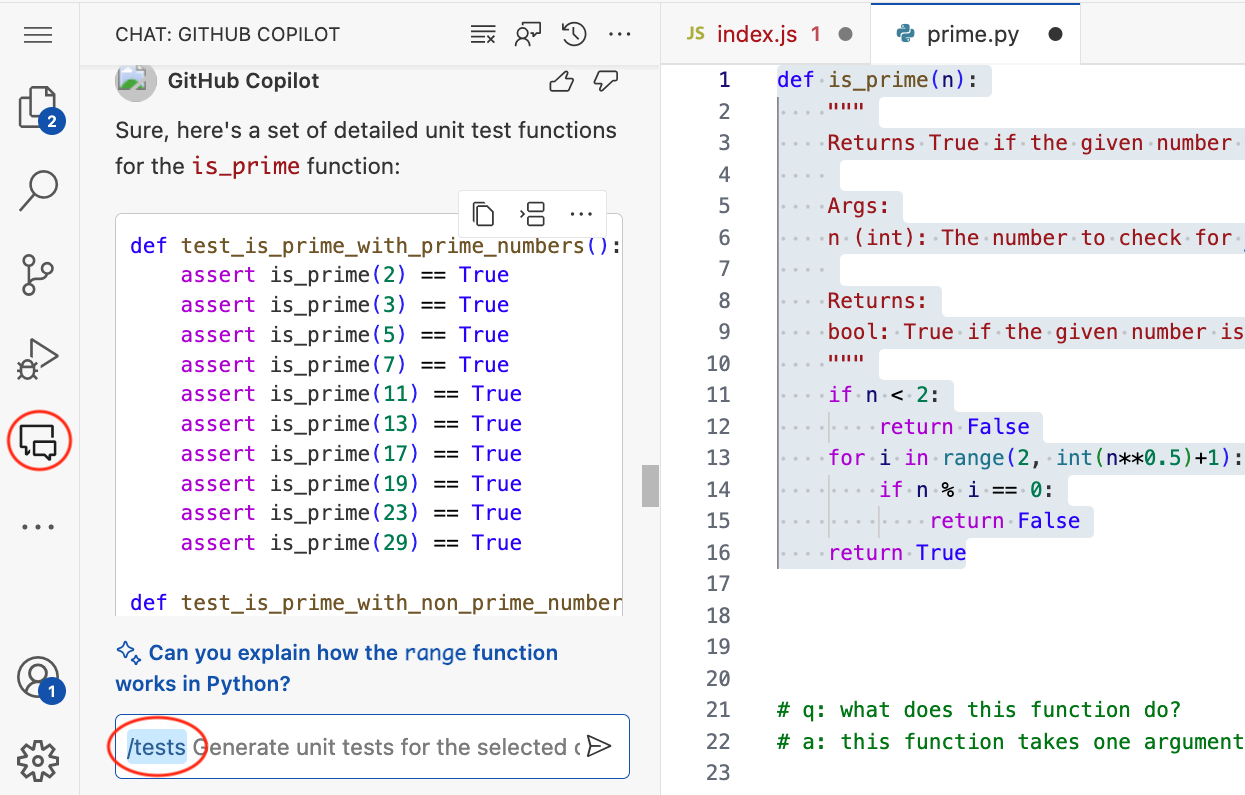 CHAT: GITHUB COPILOT
2
1
GitHub Copilot
Sure, here's a set of detailed unit test functions
for the is_prime function:
def test_is_prime_with_prime_numbers():
assert is_prime(2) == True
assert is_prime(3) == True
assert is_prime(5) == True
assert is_prime(7) == True
assert is_prime(11) == True
assert is_prime(13) == True
assert is_prime(17) == True
assert is_prime(19) == True
assert is_prime(23) == True
assert is_prime(29) == True
def test_is_prime_with_non_prime_number
Can you explain how the range function
works in Python?
/tests Generate unit tests for the selected
JS index.js 1
prime.py
1 def is_prime(n):
2 """
3 Returns True if the given number
4
5 Args:
6 n (int): The number to check for
7
8 Returns:
9 bool: True if the given number is
10 """
11 if n < 2:
12 return False
13 for i in range(2, int(n**0.5)+1):
14 if n % i == 0:
15 return False
16 return True
17
18
19
20
21 # q: what does this function do?
22 # a: this function takes one argument
23